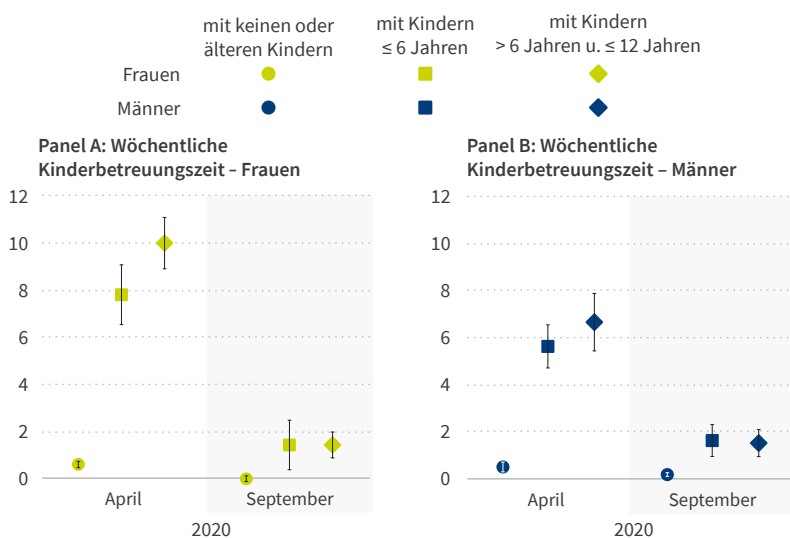 mit keinen oder
älteren Kindern
mit Kindern
≤ 6 Jahren
mit Kindern
> 6 Jahren u. ≤ 12 Jahren
Frauen
Männer
Panel A: Wöchentliche
Kinderbetreuungszeit – Frauen
12
10
8
6
4
2
0
April
September
2020
Panel B: Wöchentliche
Kinderbetreuungszeit – Männer
12
10
8
6
4
2
0
April
September
2020